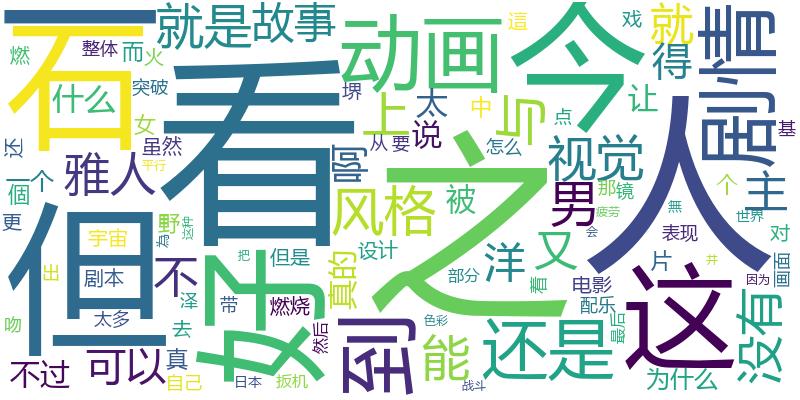 燃
整体
而
火
就是
故事
动画
今
這
戏
就
剧情
石
什么
突破
看
堺
上
太
中
与
得
让
点
女
还
虽然
啊
从
要
说
怎么
视觉
基
一个
個
雅人
平行
人
之
风格
被
男
那
镜
个
主
疲劳
無
世界
更
但
宇宙
野
為
这件
不
好
但是
设计
真的
洋
又
会
表现
对
出
剧本
把
部分
着
电影
片
这
井
因为
画面
吻
太多
泽
去
带
燃烧
然后
到
能
色彩
还是
配乐
最后
没有
不过
可以
真
自己
日本
扳机
战斗
为什么